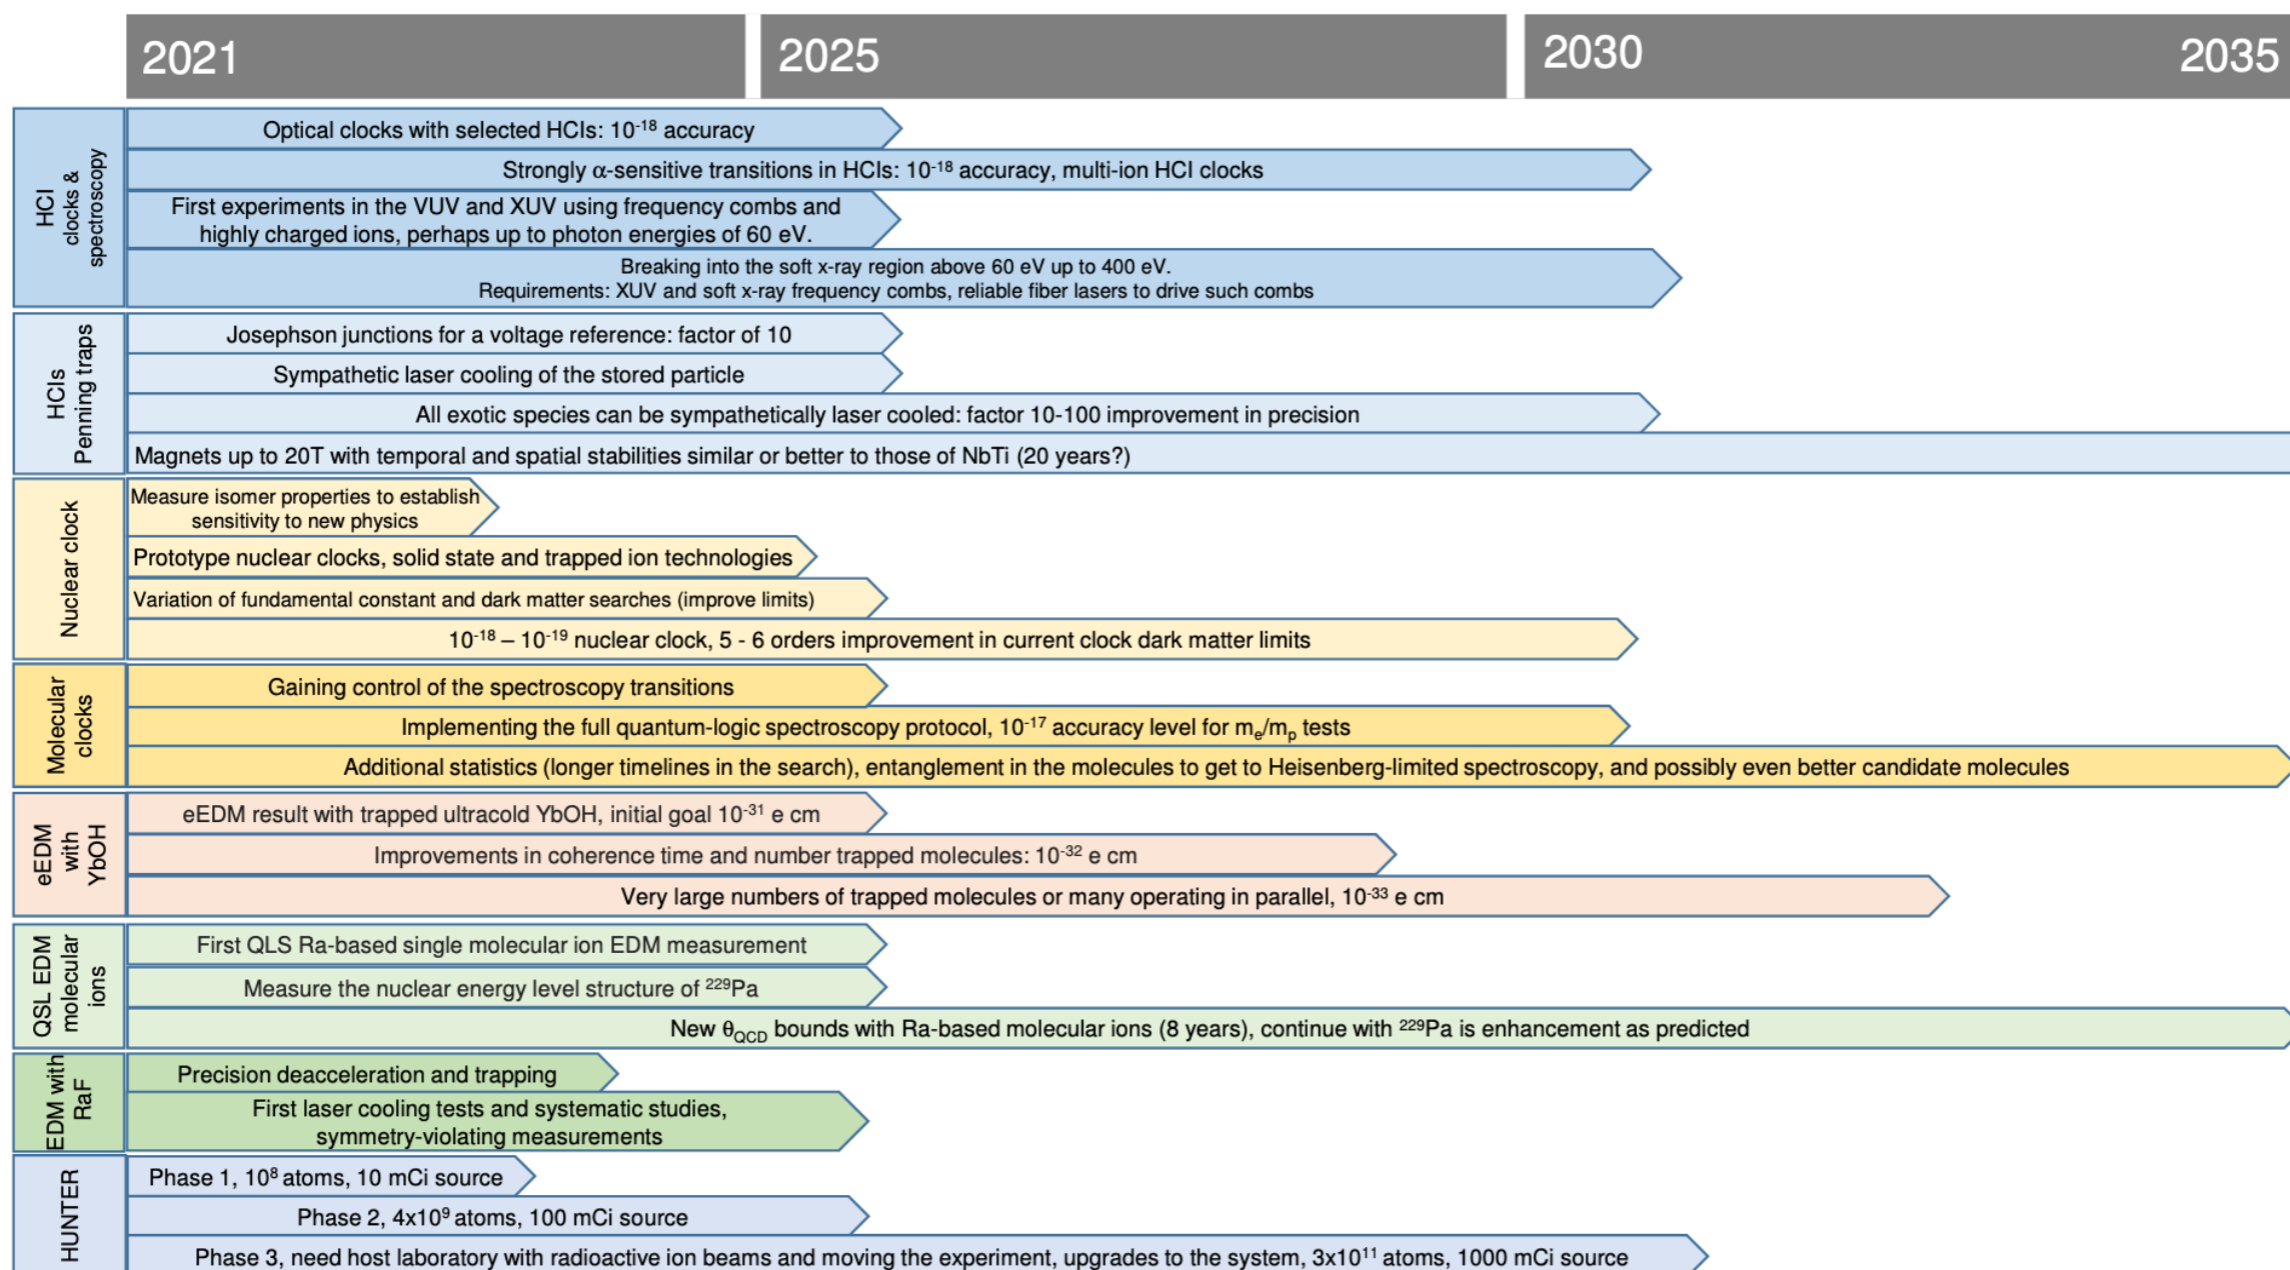 2021 2025 2030 2035
HCI
clocks &
spectroscopy
Optical clocks with selected HCIs: 10⁻¹⁸ accuracy
Strongly α-sensitive transitions in HCIs: 10⁻¹⁸ accuracy, multi-ion HCI clocks
First experiments in the VUV and XUV using frequency combs and
highly charged ions, perhaps up to photon energies of 60 eV.
Breaking into the soft x-ray region above 60 eV up to 400 eV.
Requirements: XUV and soft x-ray frequency combs, reliable fiber lasers to drive such combs
HCIs
Penning traps
Josephson junctions for a voltage reference: factor of 10
Sympathetic laser cooling of the stored particle
All exotic species can be sympathetically laser cooled: factor 10-100 improvement in precision
Magnets up to 20T with temporal and spatial stabilities similar or better to those of NbTi (20 years?)
Nuclear clock
Measure isomer properties to establish
sensitivity to new physics
Prototype nuclear clocks, solid state and trapped ion technologies
Variation of fundamental constant and dark matter searches (improve limits)
10⁻¹⁸ – 10⁻¹⁹ nuclear clock, 5 - 6 orders improvement in current clock dark matter limits
Molecular
clocks
Gaining control of the spectroscopy transitions
Implementing the full quantum-logic spectroscopy protocol, 10⁻¹⁷ accuracy level for mₑ/mₚ tests
Additional statistics (longer timelines in the search), entanglement in the molecules to get to Heisenberg-limited spectroscopy, and possibly even better candidate molecules
eEDM
with
YbOH
eEDM result with trapped ultracold YbOH, initial goal 10⁻³¹ e cm
Improvements in coherence time and number trapped molecules: 10⁻³² e cm
Very large numbers of trapped molecules or many operating in parallel, 10⁻³³ e cm
QSL EDM
molecular
ions
First QLS Ra-based single molecular ion EDM measurement
Measure the nuclear energy level structure of ²²⁹Pa
New θQCD bounds with Ra-based molecular ions (8 years), continue with ²²⁹Pa is enhancement as predicted
EDM with
RaF
Precision deacceleration and trapping
First laser cooling tests and systematic studies,
symmetry-violating measurements
HUNTER
Phase 1, 10⁸ atoms, 10 mCi source
Phase 2, 4x10⁹ atoms, 100 mCi source
Phase 3, need host laboratory with radioactive ion beams and moving the experiment, upgrades to the system, 3x10¹¹ atoms, 1000 mCi source